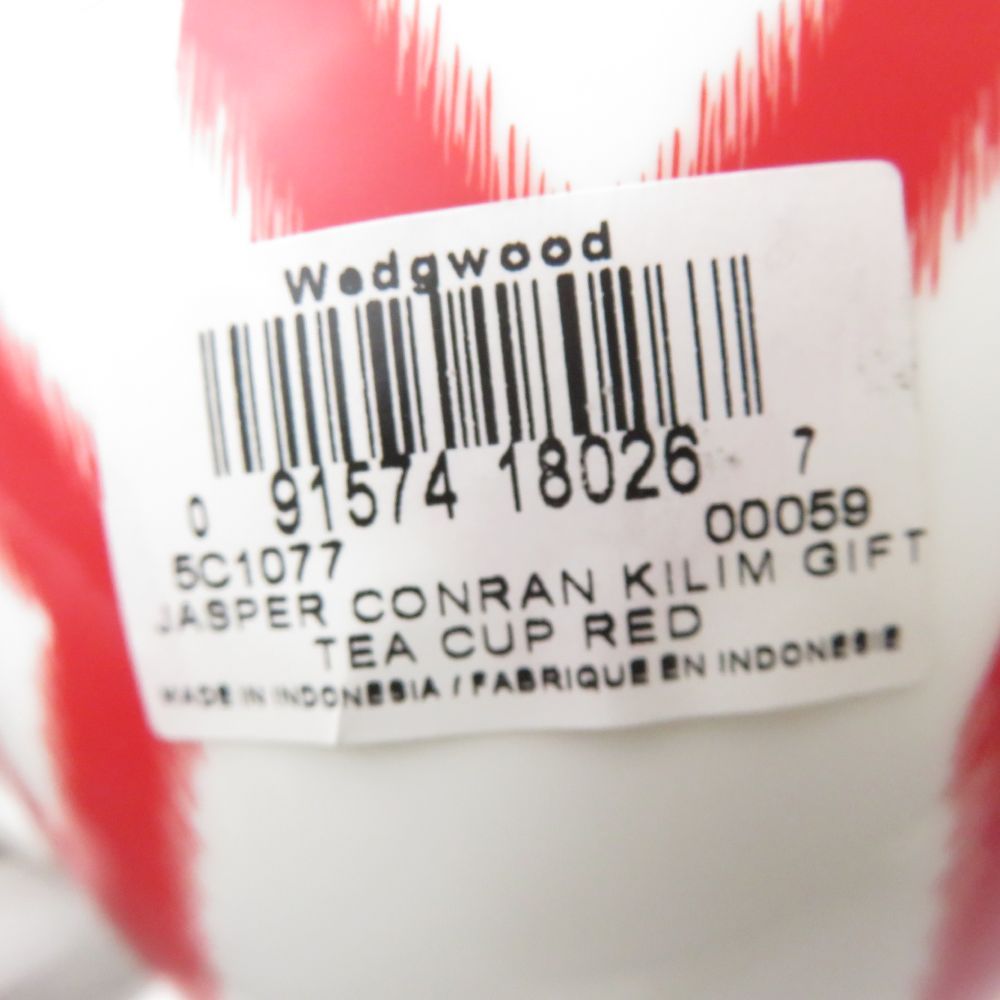 Wedgwood
0 91574 18026 7
5C1077 00059
JASPER CONRAN KILIM GIFT
TEA CUP RED
MADE IN INDONESIA / FABRIQUE EN INDONESIE